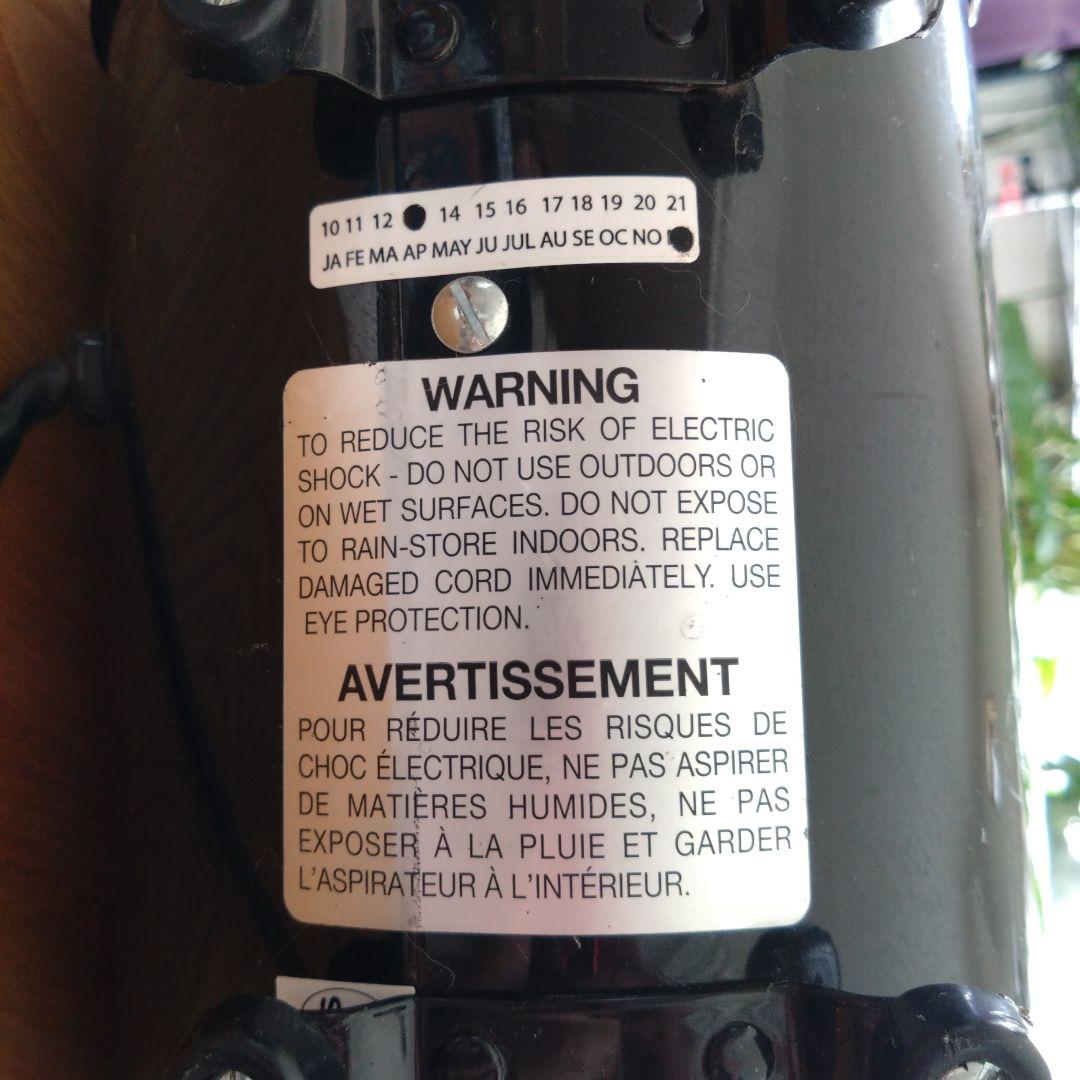 10 11 12 14 15 16 17 18 19 20 21
JA FE MA AP MAY JU JUL AU SE OC NO
WARNING
TO REDUCE THE RISK OF ELECTRIC
SHOCK - DO NOT USE OUTDOORS OR
ON WET SURFACES. DO NOT EXPOSE
TO RAIN-STORE INDOORS. REPLACE
DAMAGED CORD IMMEDIATELY. USE
EYE PROTECTION.
AVERTISSEMENT
POUR RÉDUIRE LES RISQUES DE
CHOC ÉLECTRIQUE, NE PAS ASPIRER
DE MATIÈRES HUMIDES, NE PAS
EXPOSER À LA PLUIE ET GARDER
L'ASPIRATEUR À L'INTÉRIEUR.